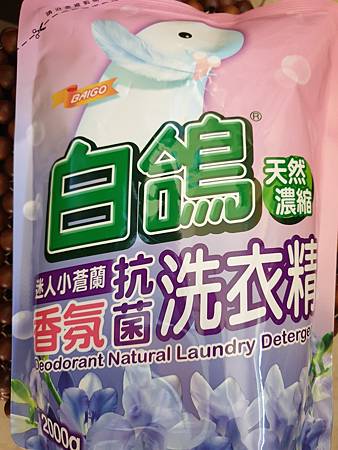 BAIGO
白鴿®
天然
濃縮
迷人小蒼蘭
香氛
抗菌
洗衣精
Deodorant Natural Laundry Deterge
2000g